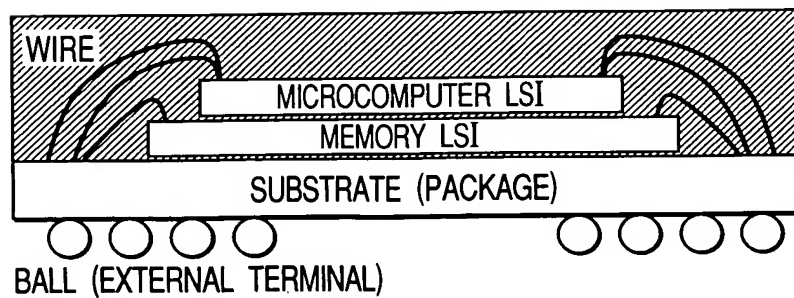 WIRE
MICROCOMPUTER LSI
MEMORY LSI
SUBSTRATE (PACKAGE)
BALL (EXTERNAL TERMINAL)